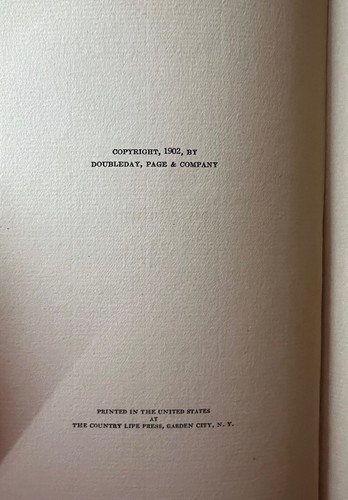 COPYRIGHT, 1902, BY
DOUBLEDAY, PAGE & COMPANY
PRINTED IN THE UNITED STATES
AT
THE COUNTRY LIFE PRESS, GARDEN CITY, N. Y.